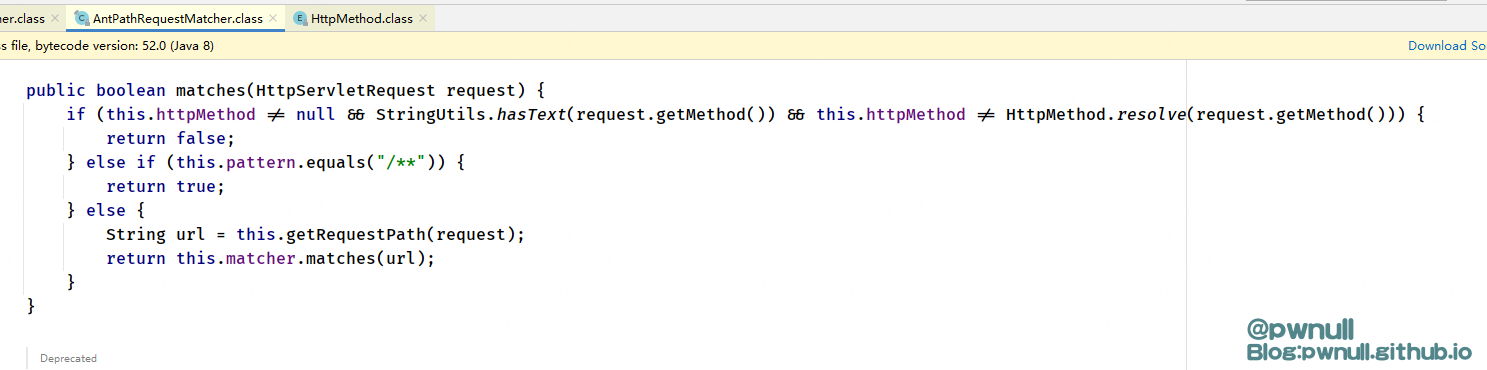 er.class AntPathRequestMatcher.class HttpMethod.class
s file, bytecode version: 52.0 (Java 8) Download So
public boolean matches(HttpServletRequest request) {
if (this.httpMethod ≠ null && StringUtils.hasText(request.getMethod()) && this.httpMethod ≠ HttpMethod.resolve(request.getMethod())) {
return false;
} else if (this.pattern.equals("/**")) {
return true;
} else {
String url = this.getRequestPath(request);
return this.matcher.matches(url);
}
}
@pwnull
Blog:pwnull.github.io
Deprecated